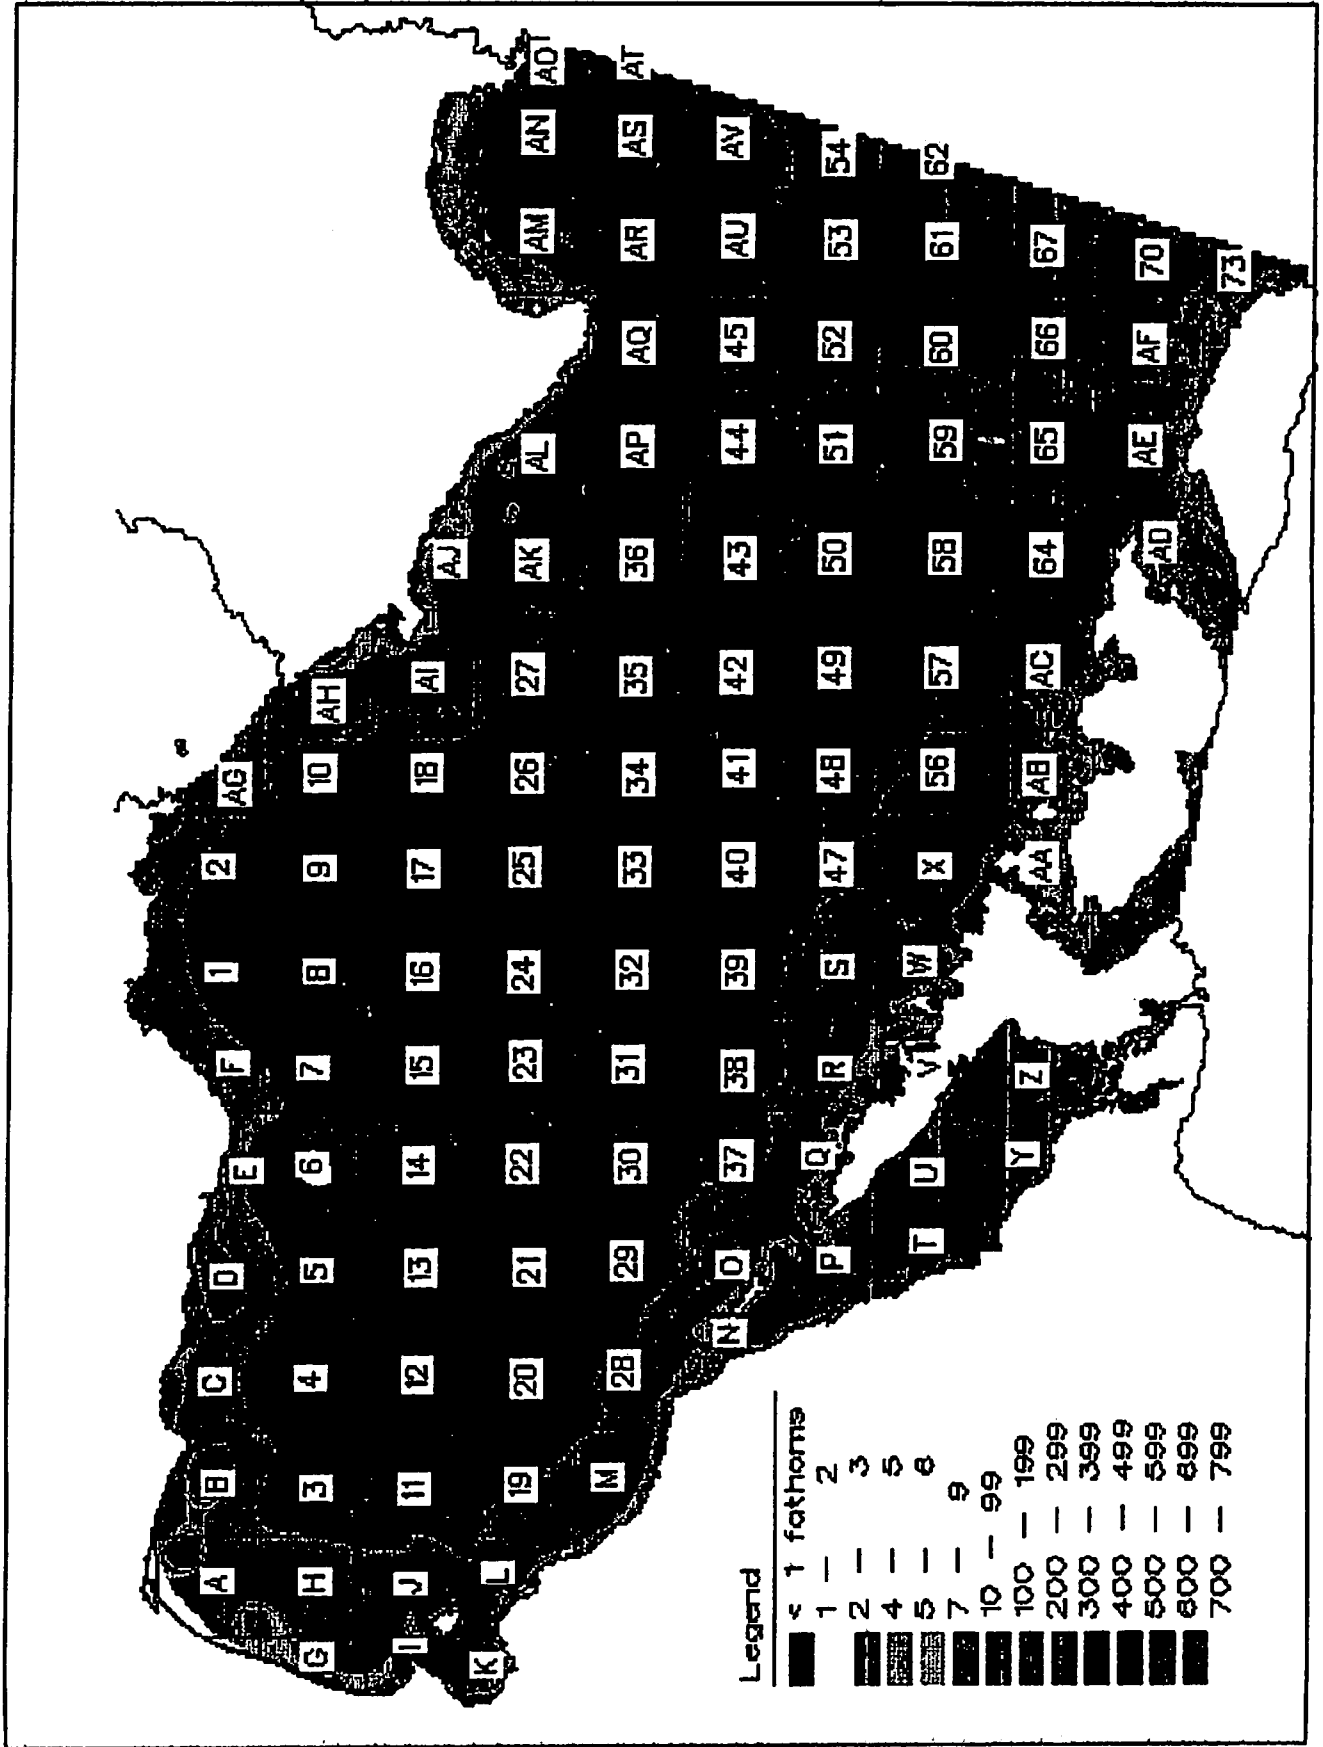 A B C D E F 1 2 AG
G H 3 4 5 6 7 8 9 10 AH
I J 11 12 13 14 15 16 17 18 AI AJ
K L 19 20 21 22 23 24 25 26 27 AK AL AM AN AO
M 28 29 30 31 32 33 34 35 36 AP AQ AR AS AT
N O 37 38 39 40 41 42 43 44 45 AU AV
P Q R S 47 48 49 50 51 52 53 54
T U V W X 56 57 58 59 60 61 62
Y Z AA AB AC 64 65 66 67
AD AE AF 70
73
Legend
< 1 fathoms
1 — 2
2 — 3
4 — 5
5 — 6
7 — 9
10 — 99
100 — 199
200 — 299
300 — 399
400 — 499
500 — 599
600 — 699
700 — 799